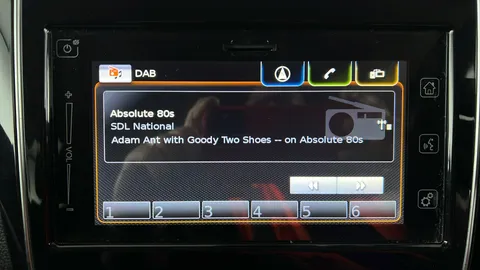 DAB
Absolute 80s
SDL National
Adam Ant with Goody Two Shoes -- on Absolute 80s
VOL
1 2 3 4 5 6